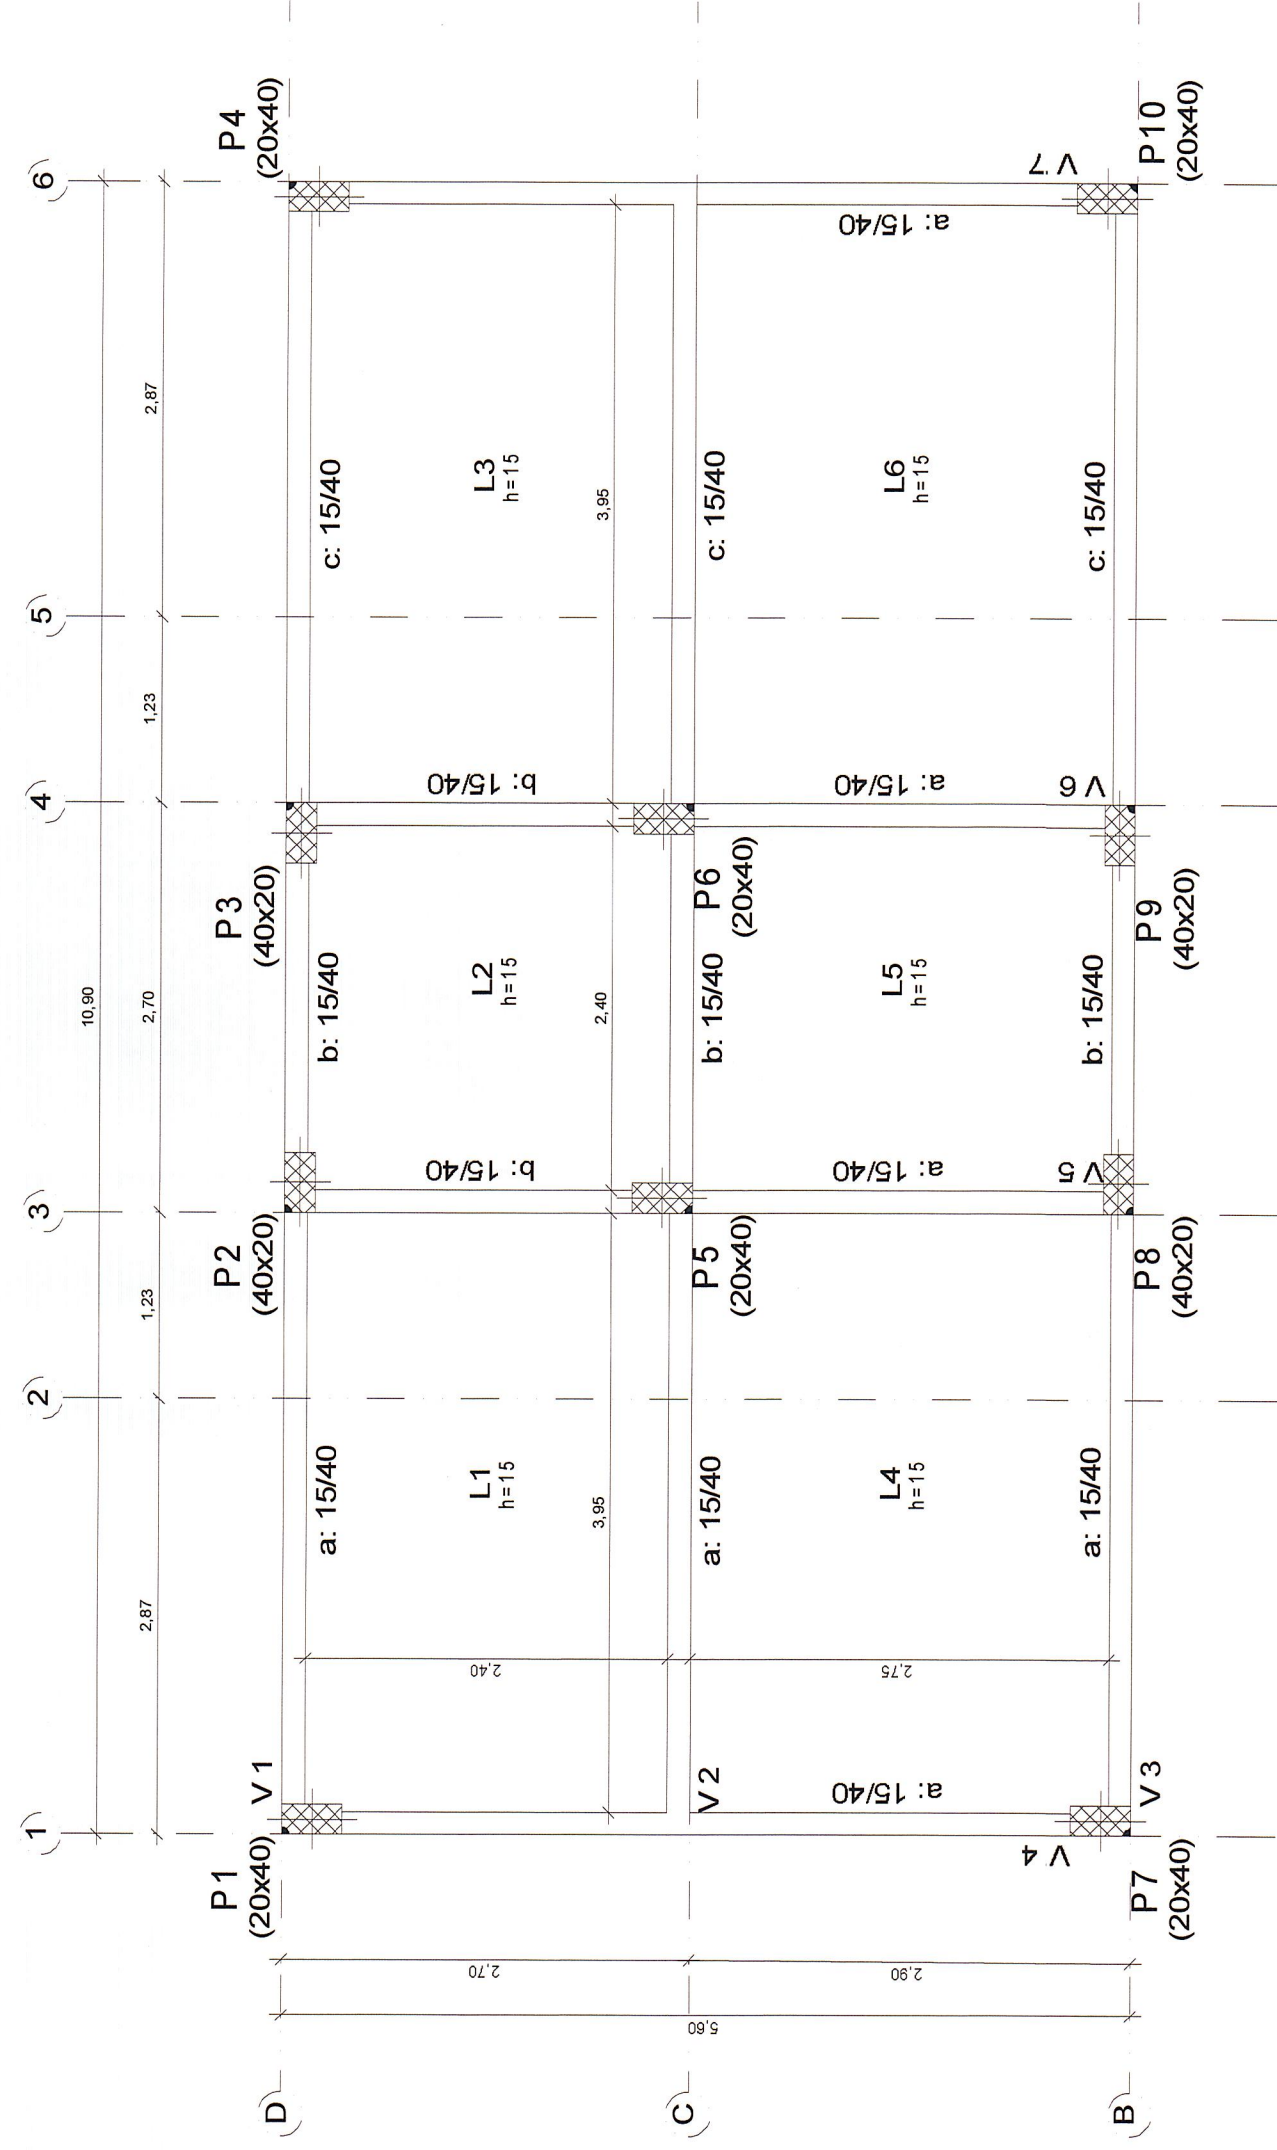 1
2
3
4
5
6
10,90
2,87
1,23
2,70
1,23
2,87
P1
(20x40)
P2
(40x20)
P3
(40x20)
P4
(20x40)
V 1
a: 15/40
b: 15/40
c: 15/40
L1
h=15
L2
h=15
L3
h=15
b: 15/40
b: 15/40
2,40
3,95
2,40
3,95
V 2
a: 15/40
b: 15/40
c: 15/40
P5
(20x40)
P6
(20x40)
L4
h=15
L5
h=15
L6
h=15
a: 15/40
a: 15/40
a: 15/40
a: 15/40
2,75
V 4
V 5
V 6
V 7
a: 15/40
b: 15/40
c: 15/40
V 3
P7
(20x40)
P8
(40x20)
P9
(40x20)
P10
(20x40)
2,70
2,90
5,60
D
C
B